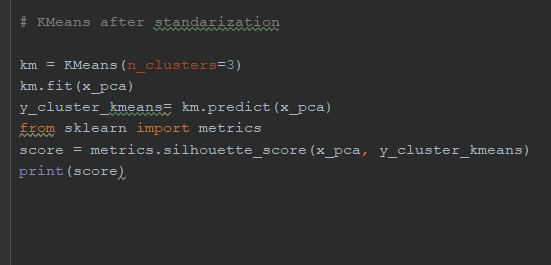 # KMeans after standarization
km = KMeans(n_clusters=3)
km.fit(x_pca)
y_cluster_kmeans= km.predict(x_pca)
from sklearn import metrics
score = metrics.silhouette_score(x_pca, y_cluster_kmeans)
print(score)